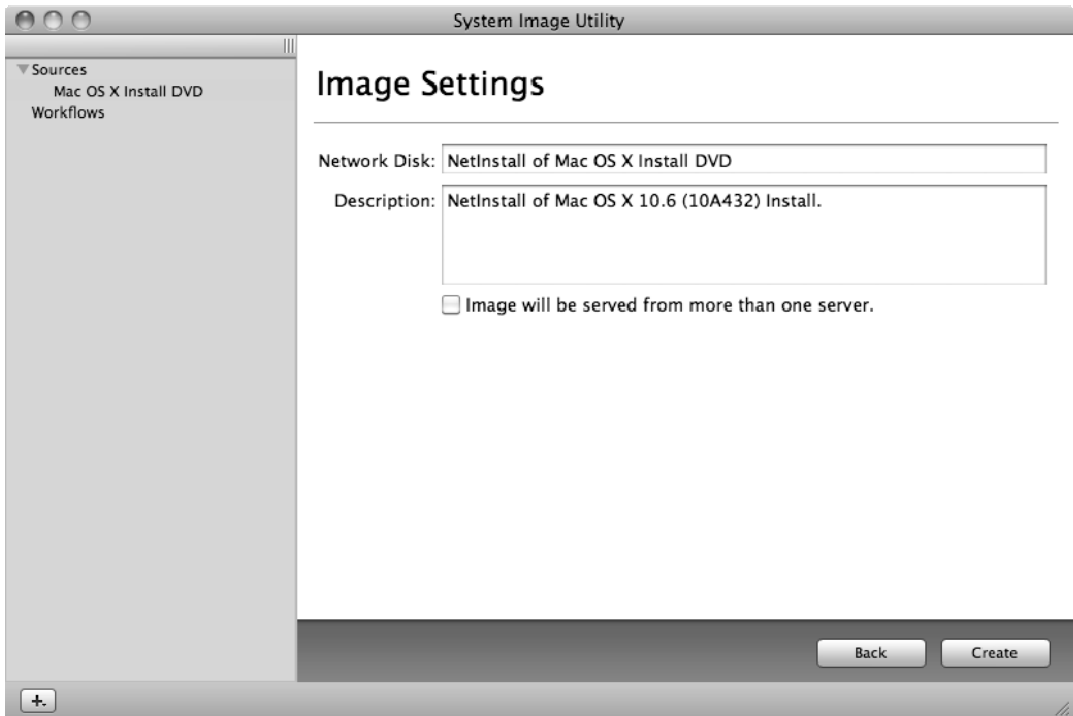 System Image Utility
Sources
Mac OS X Install DVD
Workflows
Image Settings
Network Disk: NetInstall of Mac OS X Install DVD
Description: NetInstall of Mac OS X 10.6 (10A432) Install.
Image will be served from more than one server.
Back Create